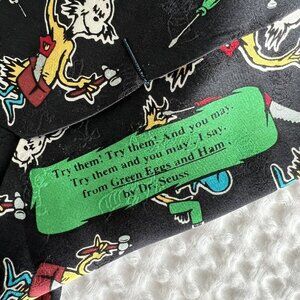 Try them! Try them! And you may.
Try them and you may , I say.
from Green Eggs and Ham ,
by Dr. Seuss